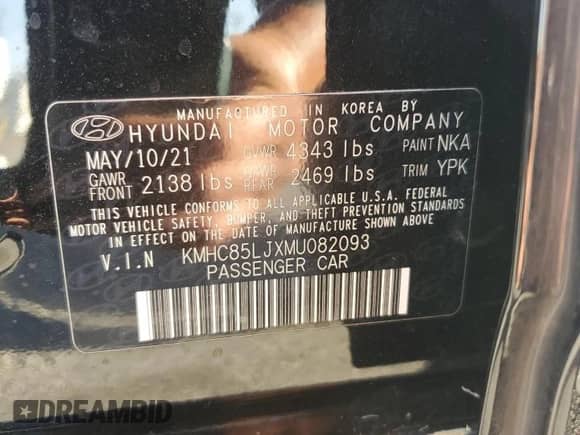 MANUFACTURED IN KOREA BY
HYUNDAI MOTOR COMPANY
MAY/10/21 GVWR 4343 lbs PAINT NKA
GAWR FRONT 2138 lbs GAWR REAR 2469 lbs TRIM YPK
THIS VEHICLE CONFORMS TO ALL APPLICABLE U.S.A. FEDERAL
MOTOR VEHICLE SAFETY, BUMPER, AND THEFT PREVENTION STANDARDS
IN EFFECT ON THE DATE OF MANUFACTURE SHOWN ABOVE.
V.I.N KMHC85LJXMU082093
PASSENGER CAR
DREAMBID